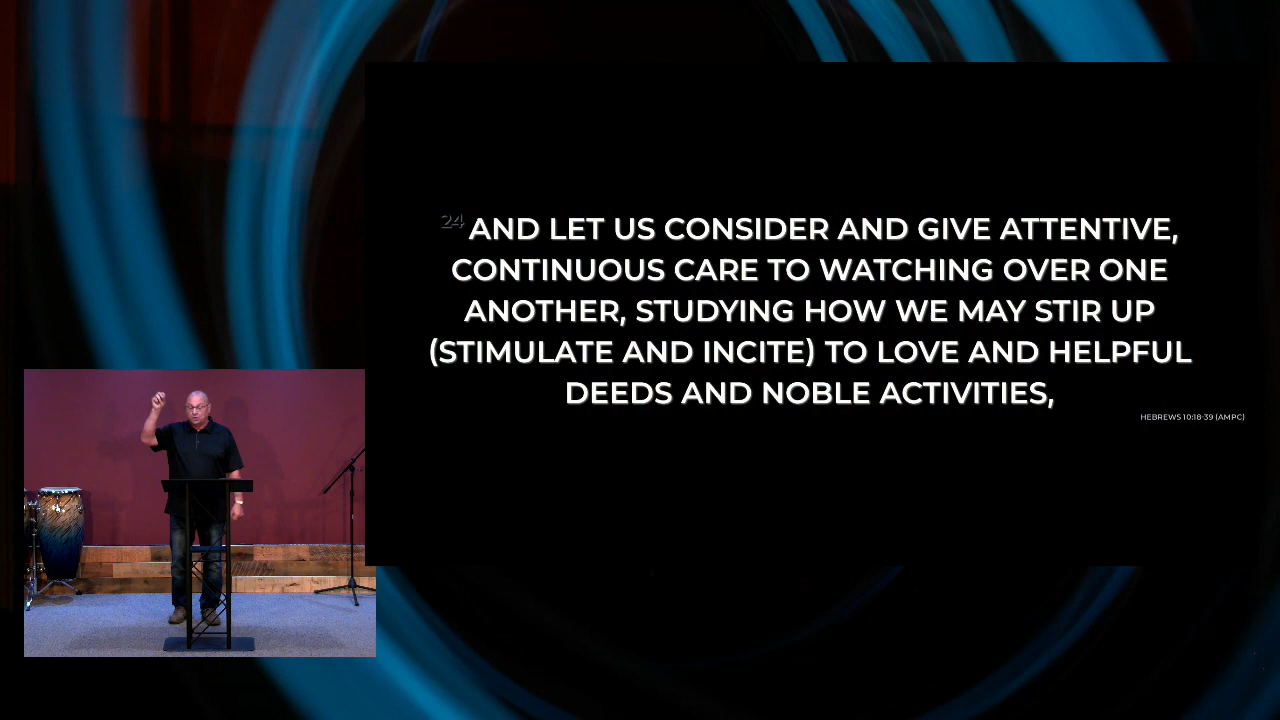 24 AND LET US CONSIDER AND GIVE ATTENTIVE,
CONTINUOUS CARE TO WATCHING OVER ONE
ANOTHER, STUDYING HOW WE MAY STIR UP
(STIMULATE AND INCITE) TO LOVE AND HELPFUL
DEEDS AND NOBLE ACTIVITIES,
HEBREWS 10:18-39 (AMPC)